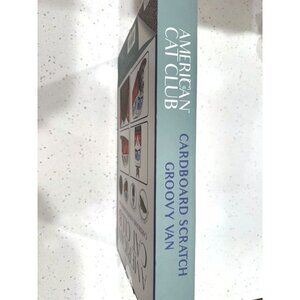 AMERICAN
CAT CLUB
CARDBOARD SCRATCH
GROOVY VAN